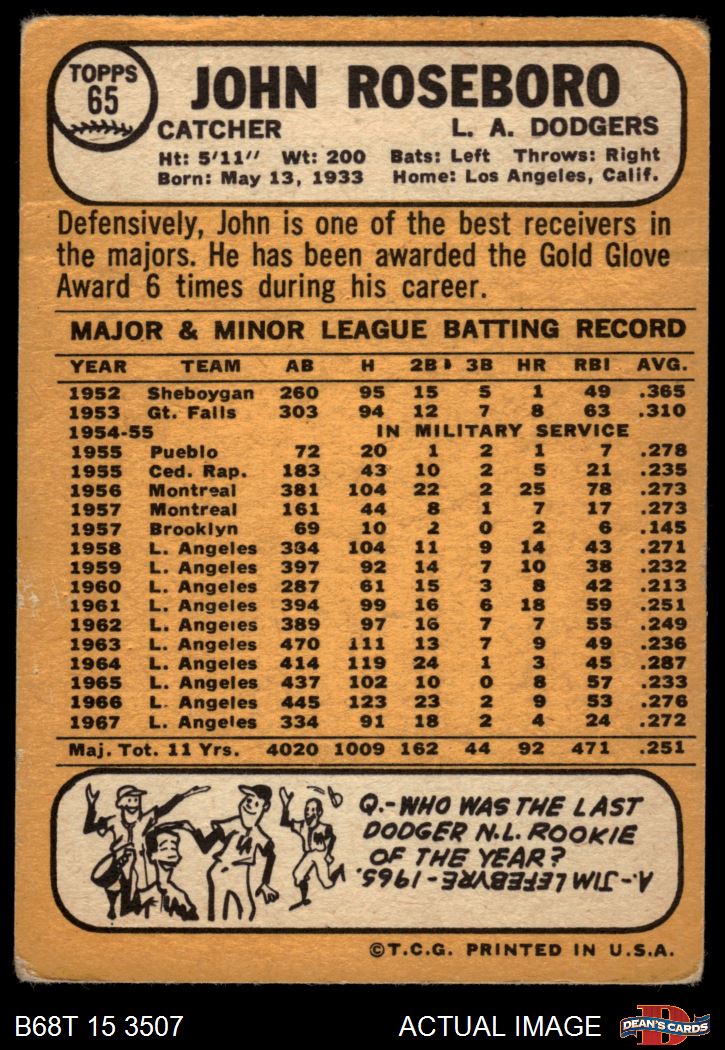 TOPPS
65
JOHN ROSEBORO
CATCHER L. A. DODGERS
Ht: 5'11" Wt: 200 Bats: Left Throws: Right
Born: May 13, 1933 Home: Los Angeles, Calif.
Defensively, John is one of the best receivers in
the majors. He has been awarded the Gold Glove
Award 6 times during his career.
MAJOR & MINOR LEAGUE BATTING RECORD
YEAR TEAM AB H 2B 3B HR RBI AVG.
1952 Sheboygan 260 95 15 5 1 49 .365
1953 Gt. Falls 303 94 12 7 8 63 .310
1954-55 IN MILITARY SERVICE
1955 Pueblo 72 20 1 2 1 7 .278
1955 Ced. Rap. 183 43 10 2 5 21 .235
1956 Montreal 381 104 22 2 25 78 .273
1957 Montreal 161 44 8 1 7 17 .273
1957 Brooklyn 69 10 2 0 2 6 .145
1958 L. Angeles 384 104 11 9 14 43 .271
1959 L. Angeles 397 92 14 7 10 38 .232
1960 L. Angeles 287 61 15 3 8 42 .213
1961 L. Angeles 394 99 16 6 18 59 .251
1962 L. Angeles 389 97 16 7 7 55 .249
1963 L. Angeles 470 111 13 7 9 49 .236
1964 L. Angeles 414 119 24 1 3 45 .287
1965 L. Angeles 437 102 10 0 8 57 .233
1966 L. Angeles 445 123 23 2 9 53 .276
1967 L. Angeles 334 91 18 2 4 24 .272
Maj. Tot. 11 Yrs. 4020 1009 162 44 92 471 .251
Q.-WHO WAS THE LAST
DODGER N.L. ROOKIE
OF THE YEAR?
A.-JIM LEFEBVRE-1965.
LA
©T.C.G. PRINTED IN U.S.A.
B68T 15 3507 ACTUAL IMAGE
DEAN'S CARDS